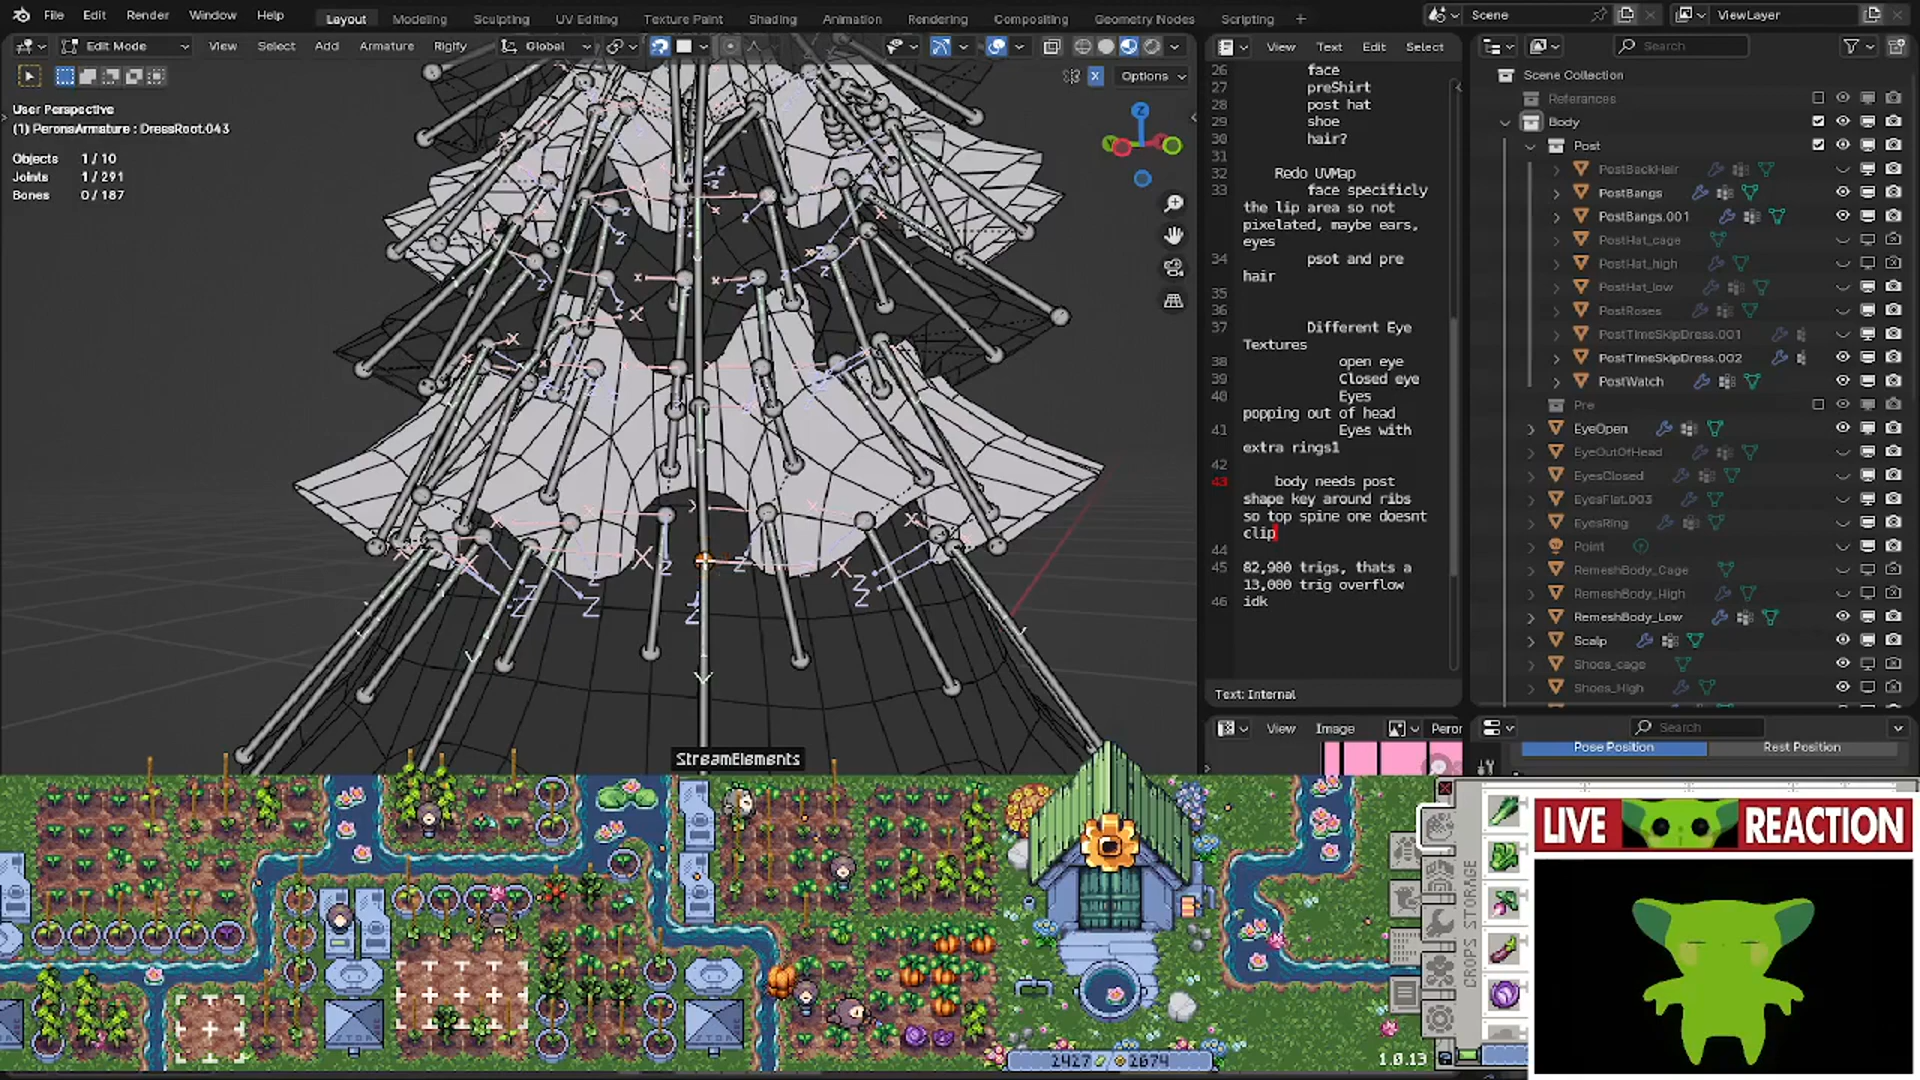 File Edit Render Window Help
Layout Modeling Sculpting UV Editing Texture Paint Shading Animation Rendering Compositing Geometry Nodes Scripting +
Scene
ViewLayer
Edit Mode View Select Add Armature Rigify Global
Options
User Perspective
(1) PeronaArmature : DressRoot.043
Objects 1 / 10
Joints 1 / 291
Bones 0 / 187
StreamElements
View Text Edit Select
26 face
27 preShirt
28 post hat
29 shoe
30 hair?
31
32 Redo UVMap
33 face specificly
the lip area so not
pixelated, maybe ears,
eyes
34 psot and pre
hair
35
36
37 Different Eye
Textures
38 open eye
39 Closed eye
40 Eyes
popping out of head
41 Eyes with
extra rings1
42
43 body needs post
shape key around ribs
so top spine one doesnt
clip
44
45 82,980 trigs, thats a
13,000 trig overflow
46 idk
Text: Internal
View Image Peror
Search
Scene Collection
Referances
Body
Post
PostBackHair
PostBangs
PostBangs.001
PostHat_cage
PostHat_high
PostHat_low
PostRoses
PostTimeSkipDress.001
PostTimeSkipDress.002
PostWatch
Pre
EyeOpen
EyeOutOfHead
EyesClosed
EyesFlat.003
EyesRing
Point
RemeshBody_Cage
RemeshBody_High
RemeshBody_Low
Scalp
Shoes_cage
Shoes_High
Search
Pose Position Rest Position
LIVE REACTION
CROPS STORAGE
2427 2674
1.0.13